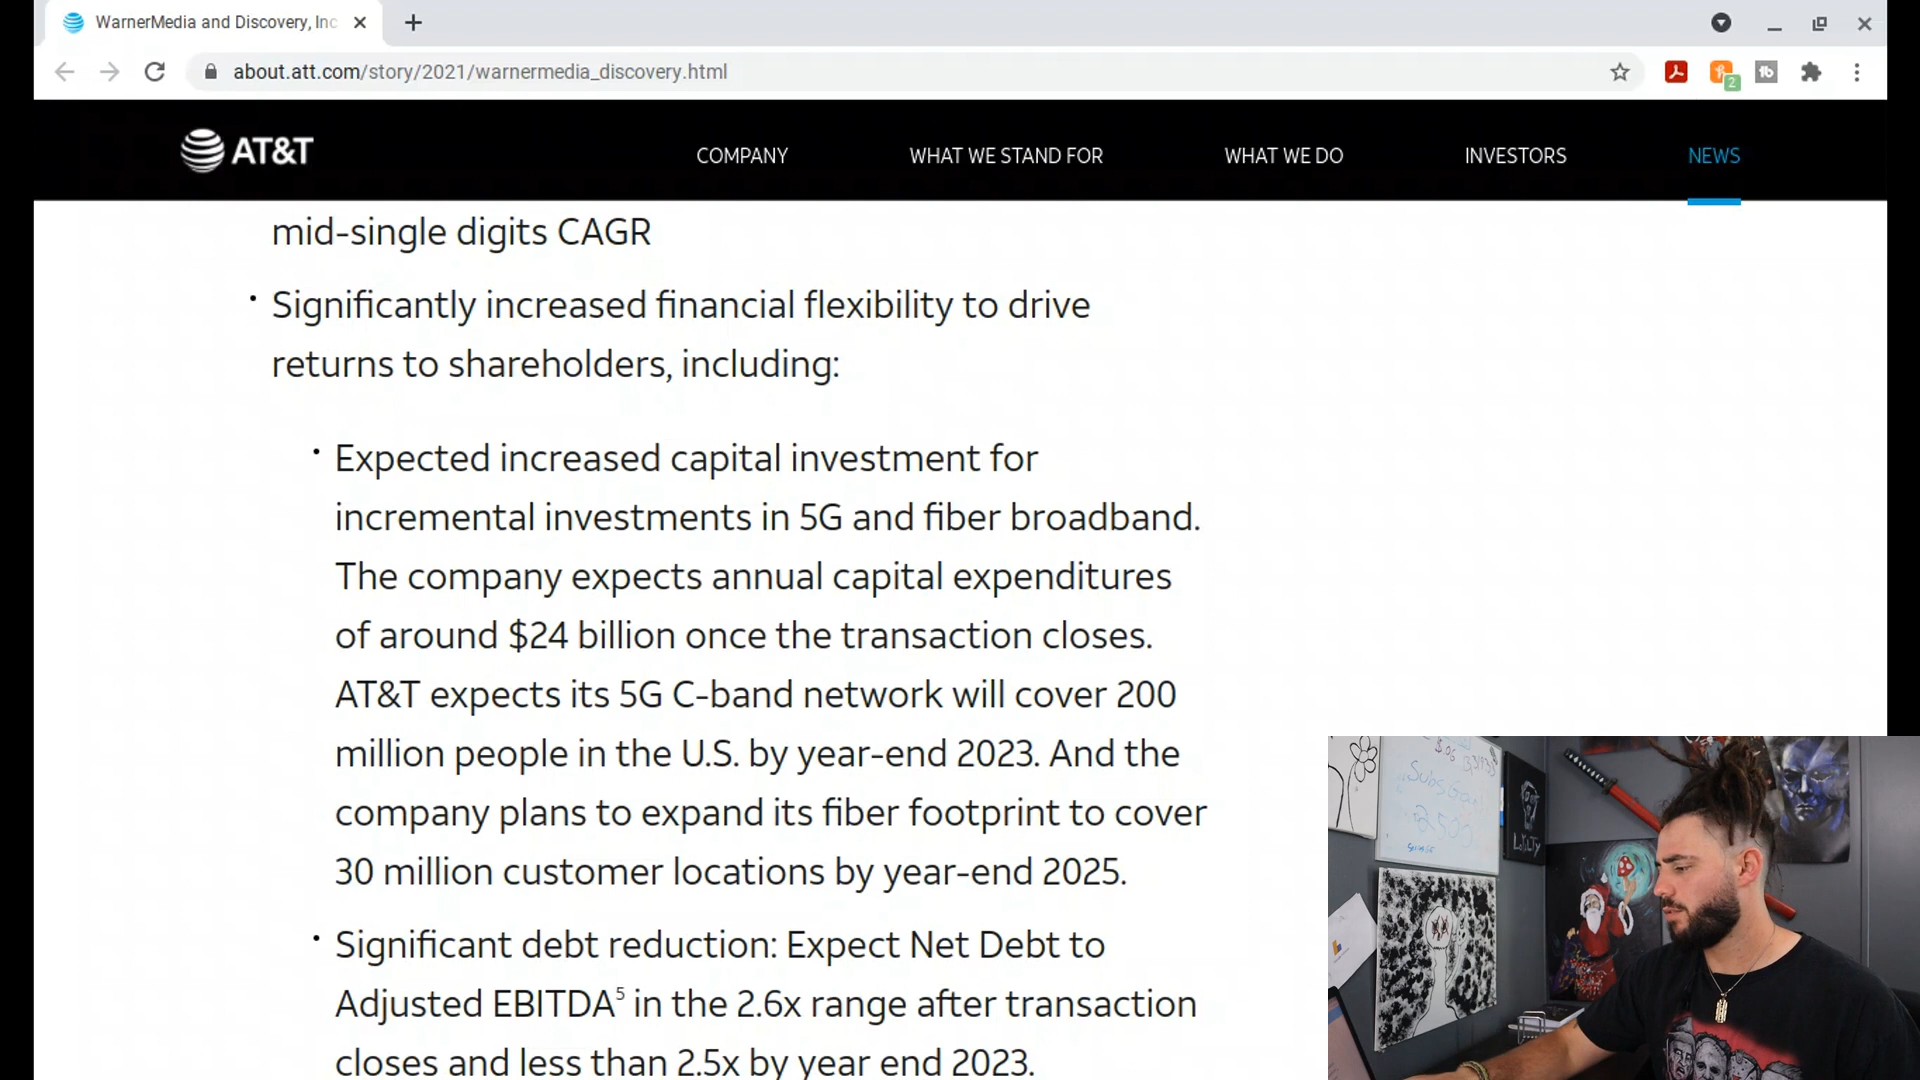 WarnerMedia and Discovery, Inc
about.att.com/story/2021/warnermedia_discovery.html
2
AT&T
COMPANY
WHAT WE STAND FOR
WHAT WE DO
INVESTORS
NEWS
mid-single digits CAGR
• Significantly increased financial flexibility to drive
returns to shareholders, including:
• Expected increased capital investment for
incremental investments in 5G and fiber broadband.
The company expects annual capital expenditures
of around $24 billion once the transaction closes.
AT&T expects its 5G C-band network will cover 200
million people in the U.S. by year-end 2023. And the
company plans to expand its fiber footprint to cover
30 million customer locations by year-end 2025.
• Significant debt reduction: Expect Net Debt to
Adjusted EBITDA⁵ in the 2.6x range after transaction
closes and less than 2.5x by year end 2023.
$.06
2500